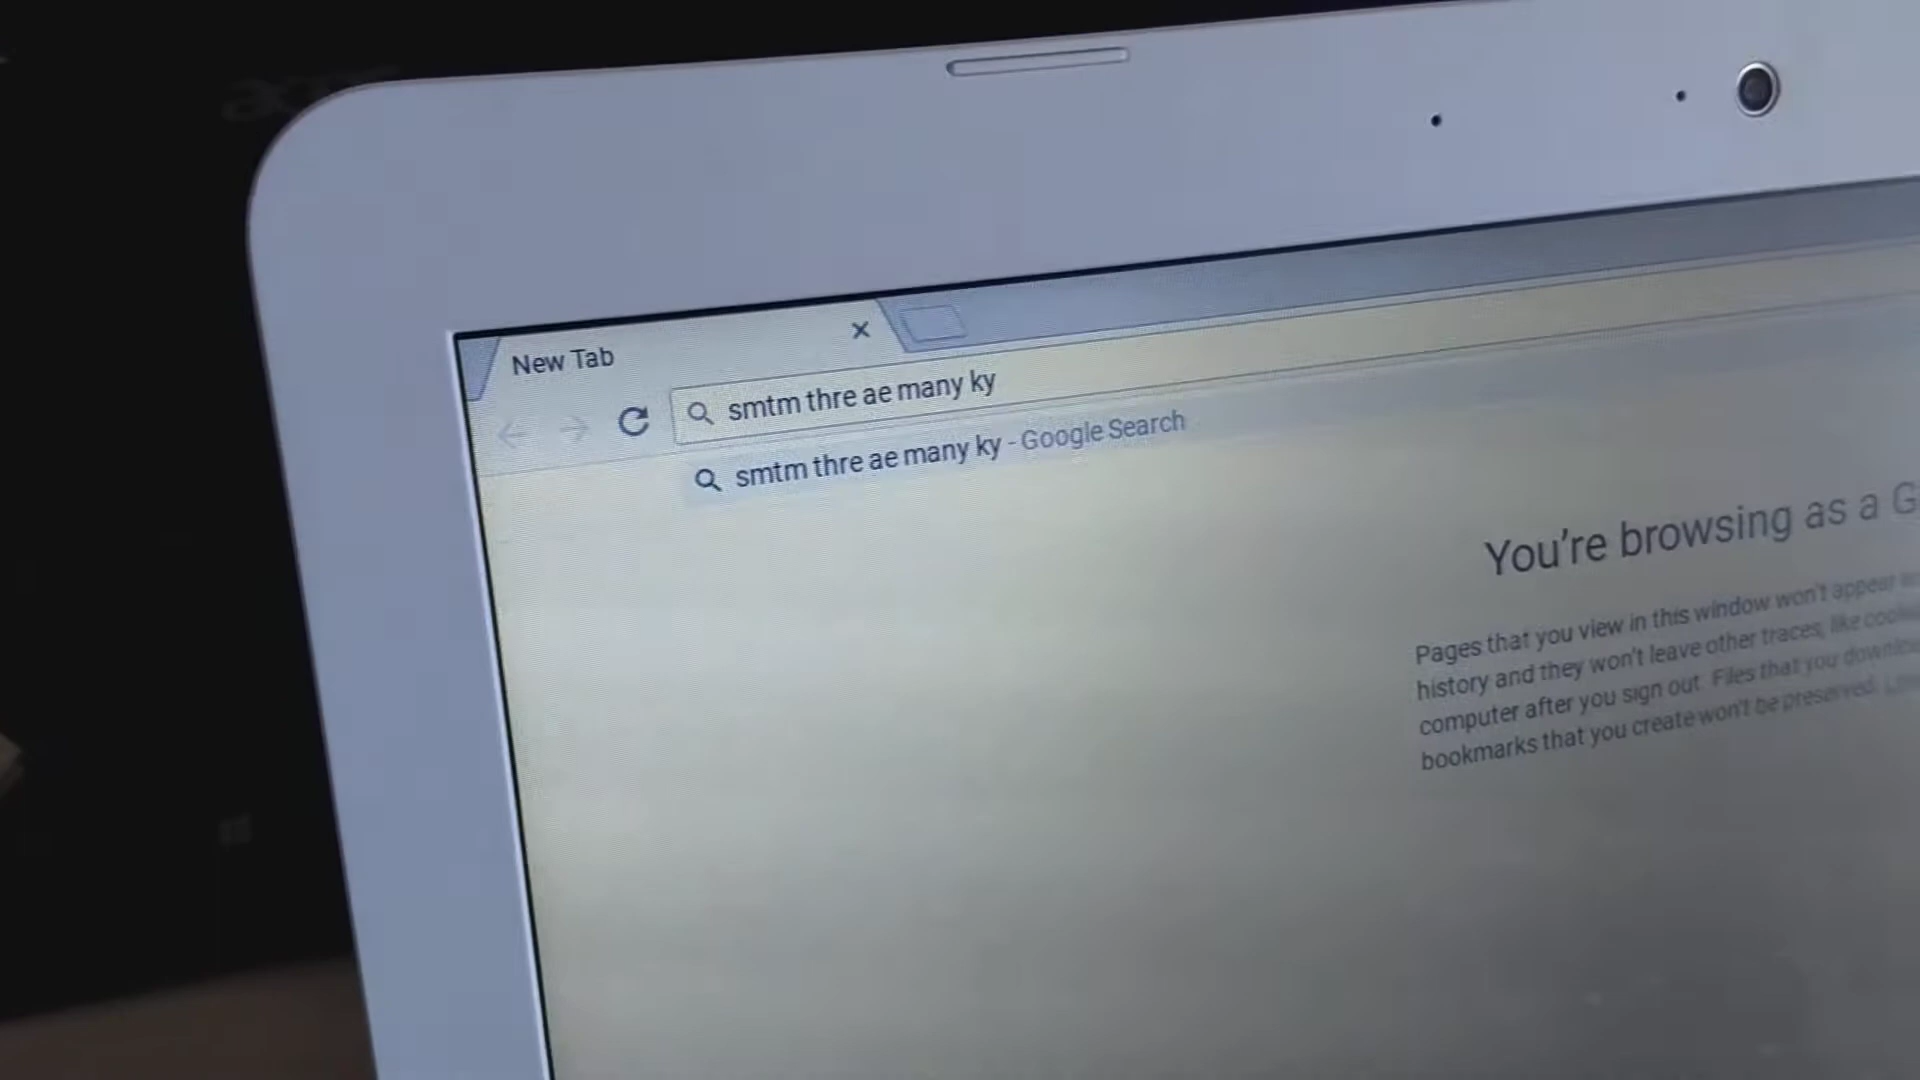 New Tab
smtm thre ae many ky
smtm thre ae many ky - Google Search
You're browsing as a G
Pages that you view in this window won't appear
history and they won't leave other traces, like
computer after you sign out. Files that you
bookmarks that you create won't be preserved.